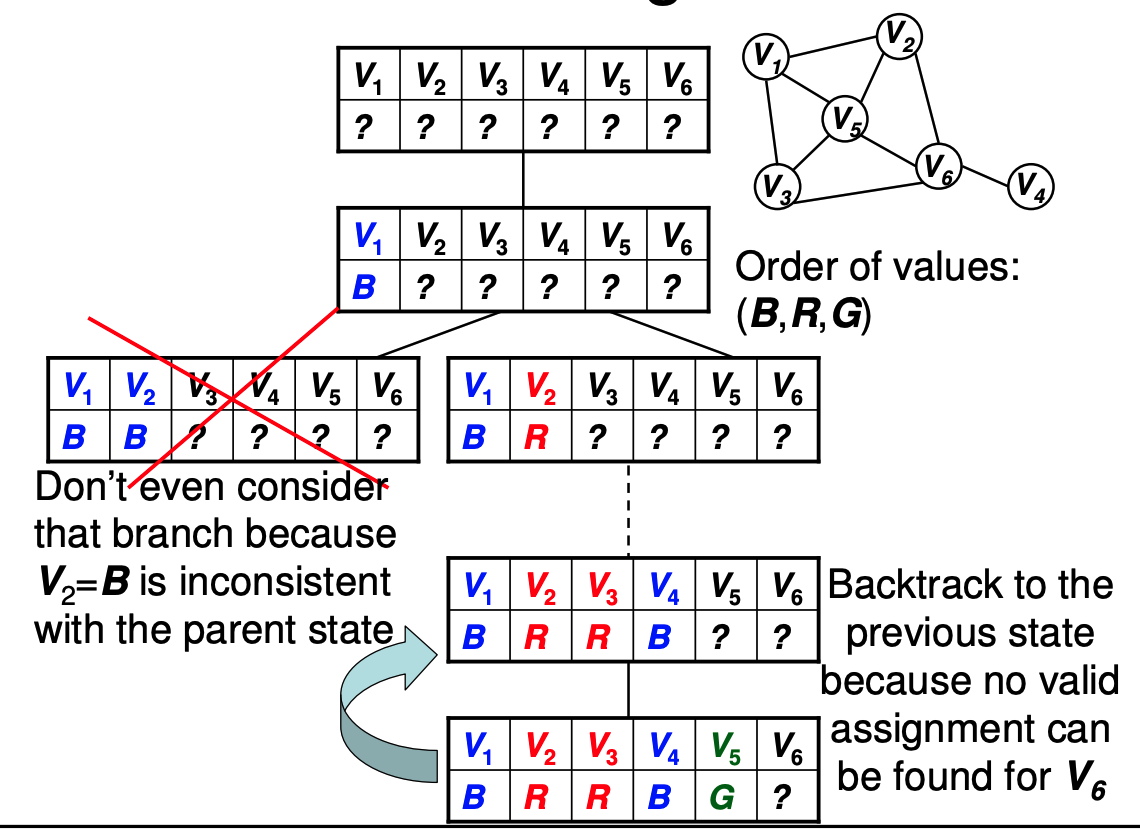 V₁ V₂ V₃ V₄ V₅ V₆
? ? ? ? ? ?
V₁
V₂
V₅
V₃
V₆
V₄
V₁ V₂ V₃ V₄ V₅ V₆
B ? ? ? ? ?
Order of values:
(B,R,G)
V₁ V₂ V₃ V₄ V₅ V₆
B B ? ? ? ?
V₁ V₂ V₃ V₄ V₅ V₆
B R ? ? ? ?
Don't even consider
that branch because
V₂=B is inconsistent
with the parent state
V₁ V₂ V₃ V₄ V₅ V₆
B R R B ? ?
Backtrack to the
previous state
because no valid
assignment can
be found for V₆
V₁ V₂ V₃ V₄ V₅ V₆
B R R B G ?